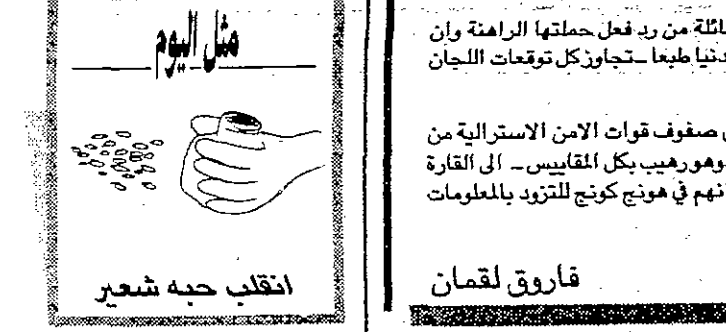 مثل اليوم
انقلب حبه شعير
ائلة من رد فعل حملتها الراهنة وان
دنيا طبعا ـ تجاوز كل توقعات اللجان
صفوف قوات الامن الاسترالية من
وهو رهيب بكل المقاييس ـ الى القارة
نهم في هونج كونج للتزود بالمعلومات
فاروق لقمان